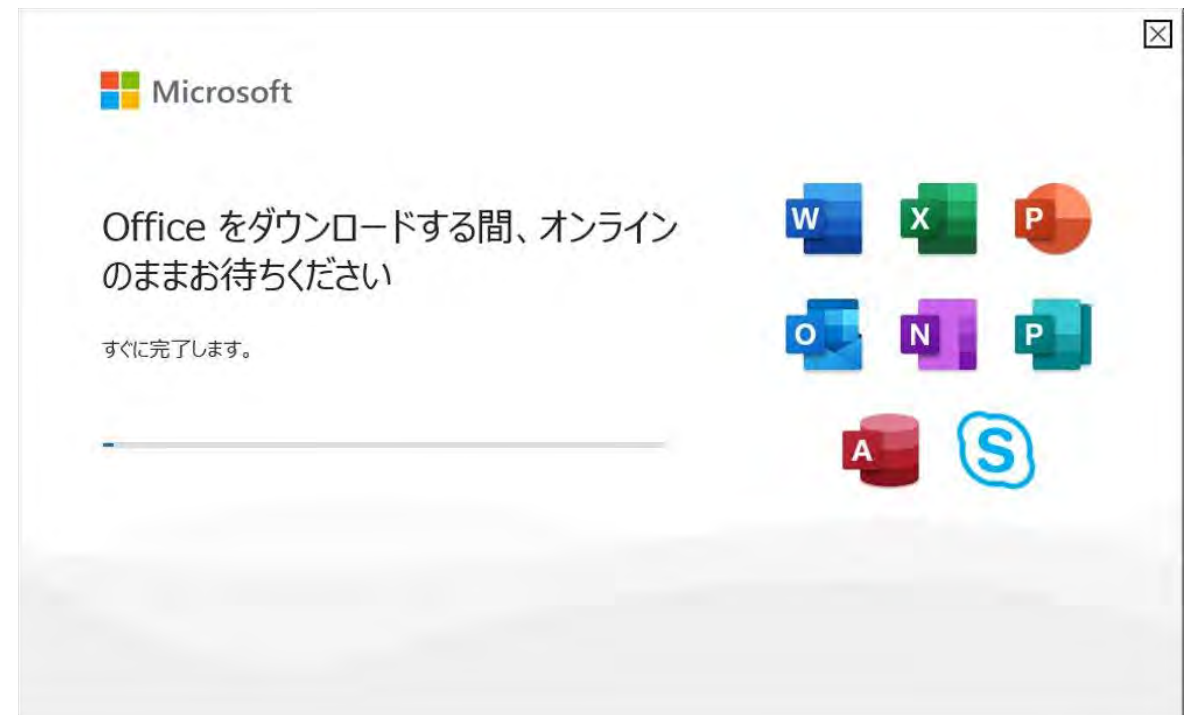 Microsoft
Office をダウンロードする間、オンライン
のままお待ちください
すぐに完了します。
W
X
P
O
N
P
A
S